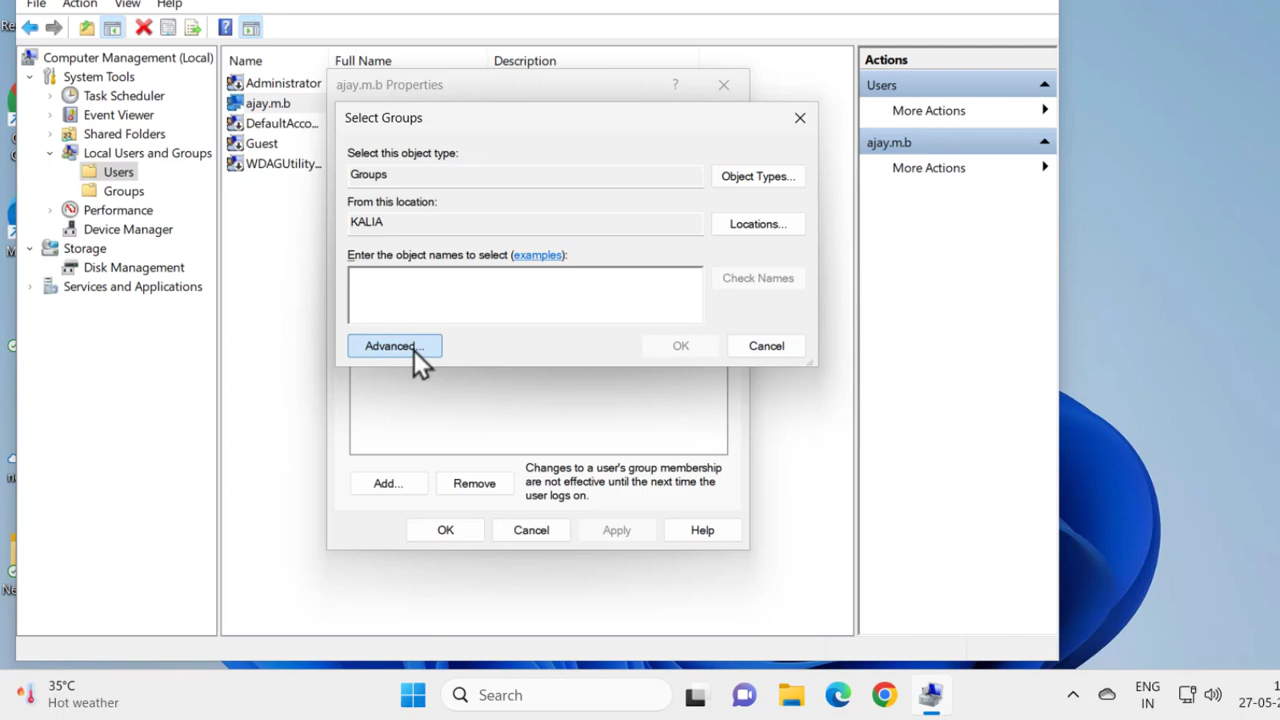 File Action View Help
Computer Management (Local)
System Tools
Task Scheduler
Event Viewer
Shared Folders
Local Users and Groups
Users
Groups
Performance
Device Manager
Storage
Disk Management
Services and Applications
Name Full Name Description
Administrator
ajay.m.b
DefaultAcco...
Guest
WDAGUtility...
ajay.m.b Properties
Select Groups
Select this object type:
Groups
Object Types...
From this location:
KALIA
Locations...
Enter the object names to select (examples):
Check Names
Advanced...
OK
Cancel
Add...
Remove
Changes to a user's group membership
are not effective until the next time the
user logs on.
OK
Cancel
Apply
Help
Actions
Users
More Actions
ajay.m.b
More Actions
35°C
Hot weather
Search
ENG
IN